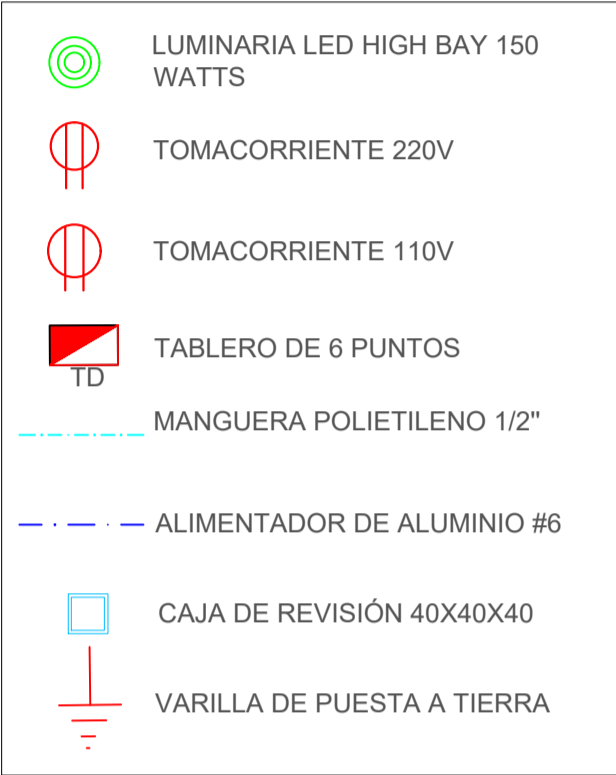 LUMINARIA LED HIGH BAY 150
WATTS
TOMACORRIENTE 220V
TOMACORRIENTE 110V
TABLERO DE 6 PUNTOS
TD
MANGUERA POLIETILENO 1/2"
ALIMENTADOR DE ALUMINIO #6
CAJA DE REVISIÓN 40X40X40
VARILLA DE PUESTA A TIERRA